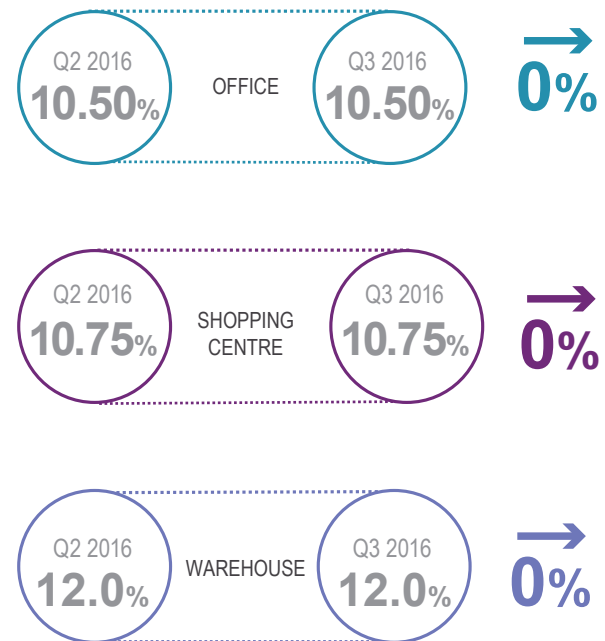 Q2 2016
10.50%
OFFICE
Q3 2016
10.50%
0%
Q2 2016
10.75%
SHOPPING
CENTRE
Q3 2016
10.75%
0%
Q2 2016
12.0%
WAREHOUSE
Q3 2016
12.0%
0%